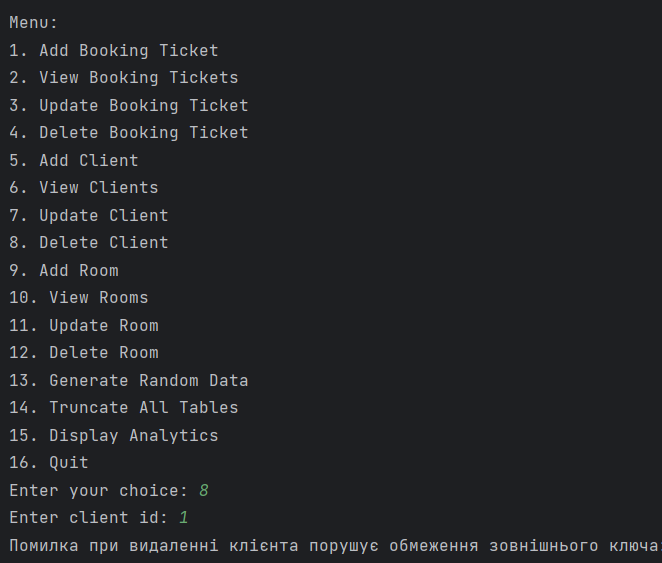 Menu:
1. Add Booking Ticket
2. View Booking Tickets
3. Update Booking Ticket
4. Delete Booking Ticket
5. Add Client
6. View Clients
7. Update Client
8. Delete Client
9. Add Room
10. View Rooms
11. Update Room
12. Delete Room
13. Generate Random Data
14. Truncate All Tables
15. Display Analytics
16. Quit
Enter your choice: 8
Enter client id: 1
Помилка при видаленні клієнта порушує обмеження зовнішнього ключа: